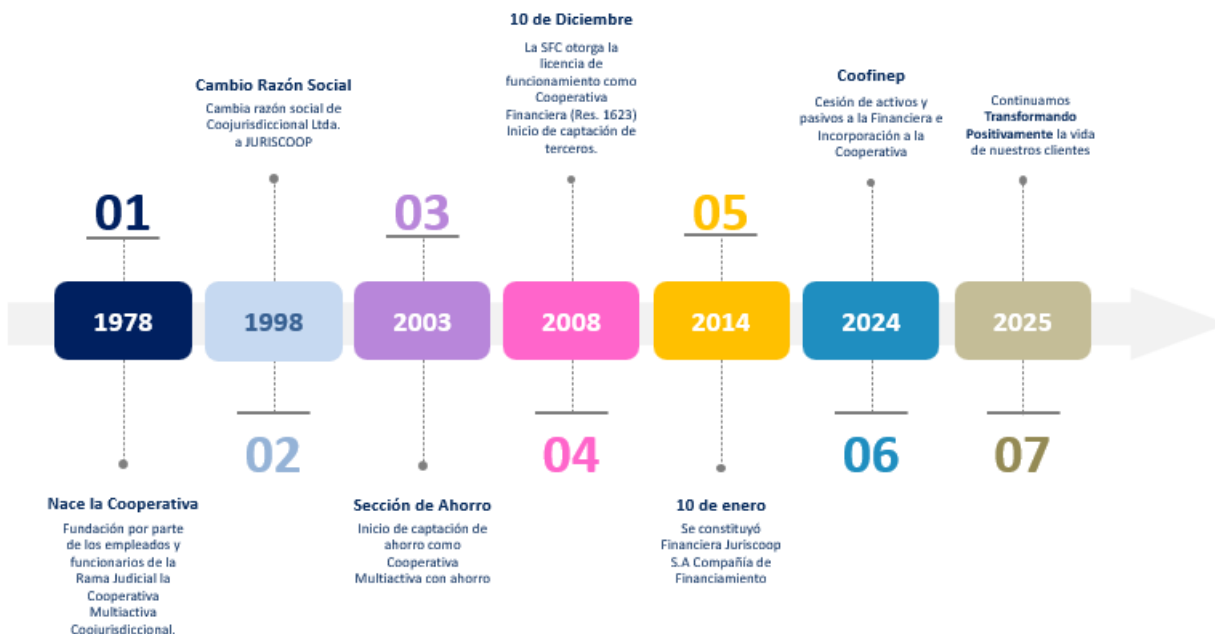 10 de Diciembre
La SFC otorga la
licencia de
funcionamiento como
Cooperativa
Financiera (Res. 1623)
Inicio de captación de
terceros.
Cambio Razón Social
Cambia razón social de
Coojurisdiccional Ltda.
a JURISCOOP
Coofinep
Cesión de activos y
pasivos a la Financiera e
Incorporación a la
Cooperativa
Continuamos
Transformando
Positivamente la vida
de nuestros clientes
01
03
05
1978
1998
2003
2008
2014
2024
2025
02
04
06
07
Nace la Cooperativa
Fundación por parte
de los empleados y
funcionarios de la
Rama Judicial la
Cooperativa
Multiactiva
Coojurisdiccional.
Sección de Ahorro
Inicio de captación de
ahorro como
Cooperativa
Multiactiva con ahorro
10 de enero
Se constituyó
Financiera Juriscoop
S.A Compañía de
Financiamiento